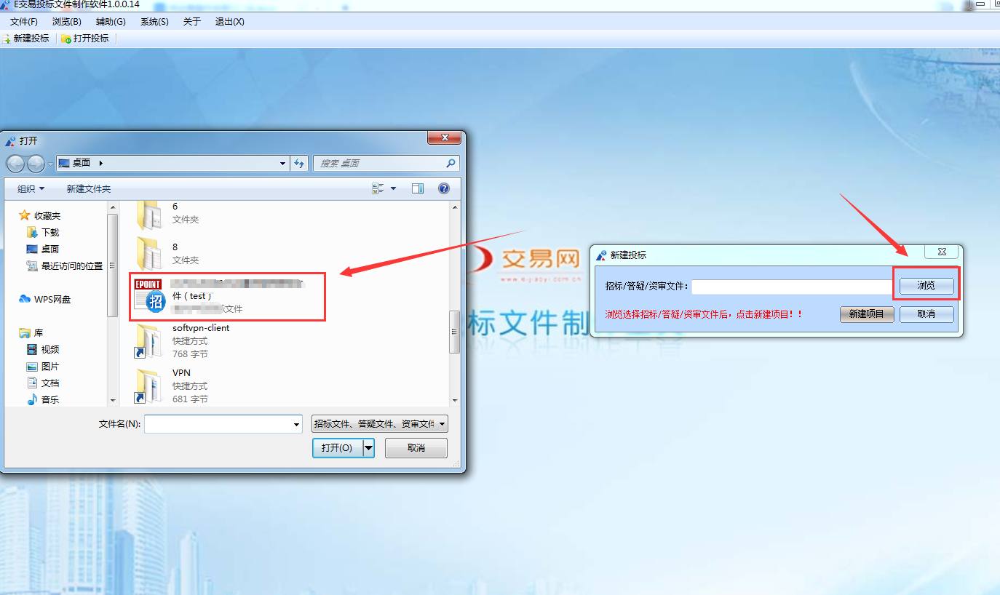 E交易投标文件制作软件1.0.0.14
文件(F) 浏览(B) 辅助(G) 系统(S) 关于 退出(X)
新建投标 打开投标
打开
桌面
搜索 桌面
组织 新建文件夹
收藏夹
下载
桌面
最近访问的位置
WPS网盘
库
视频
图片
文档
音乐
6
文件夹
8
文件夹
EPOINT
招
件（test）
文件
softvpn-client
快捷方式
768 字节
VPN
快捷方式
681 字节
文件名(N):
招标文件、答疑文件、资审文件
打开(O) 取消
交易网
标文件制
新建投标
招标/答疑/资审文件：
浏览
浏览选择招标/答疑/资审文件后，点击新建项目！！
新建项目 取消